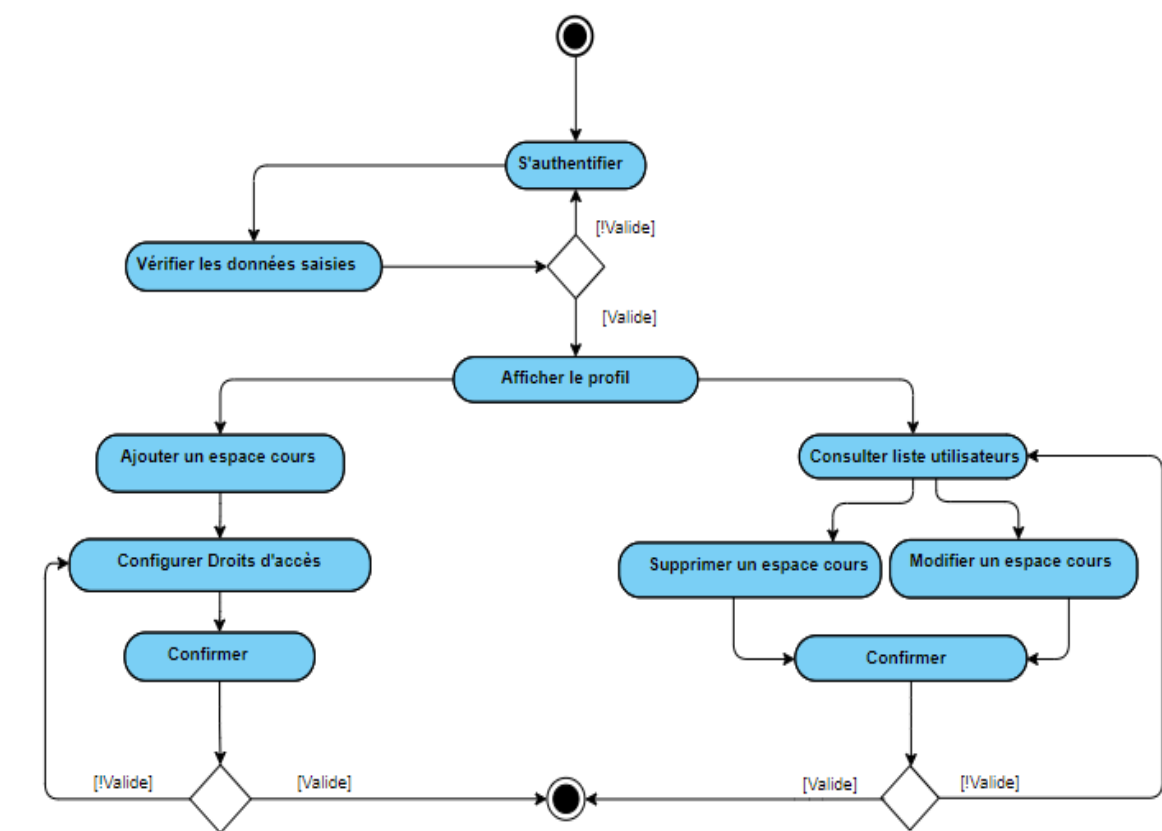 S'authentifier
[!Valide]
Vérifier les données saisies
[Valide]
Afficher le profil
Ajouter un espace cours
Consulter liste utilisateurs
Configurer Droits d'accès
Supprimer un espace cours
Modifier un espace cours
Confirmer
Confirmer
[!Valide]
[Valide]
[Valide]
[!Valide]